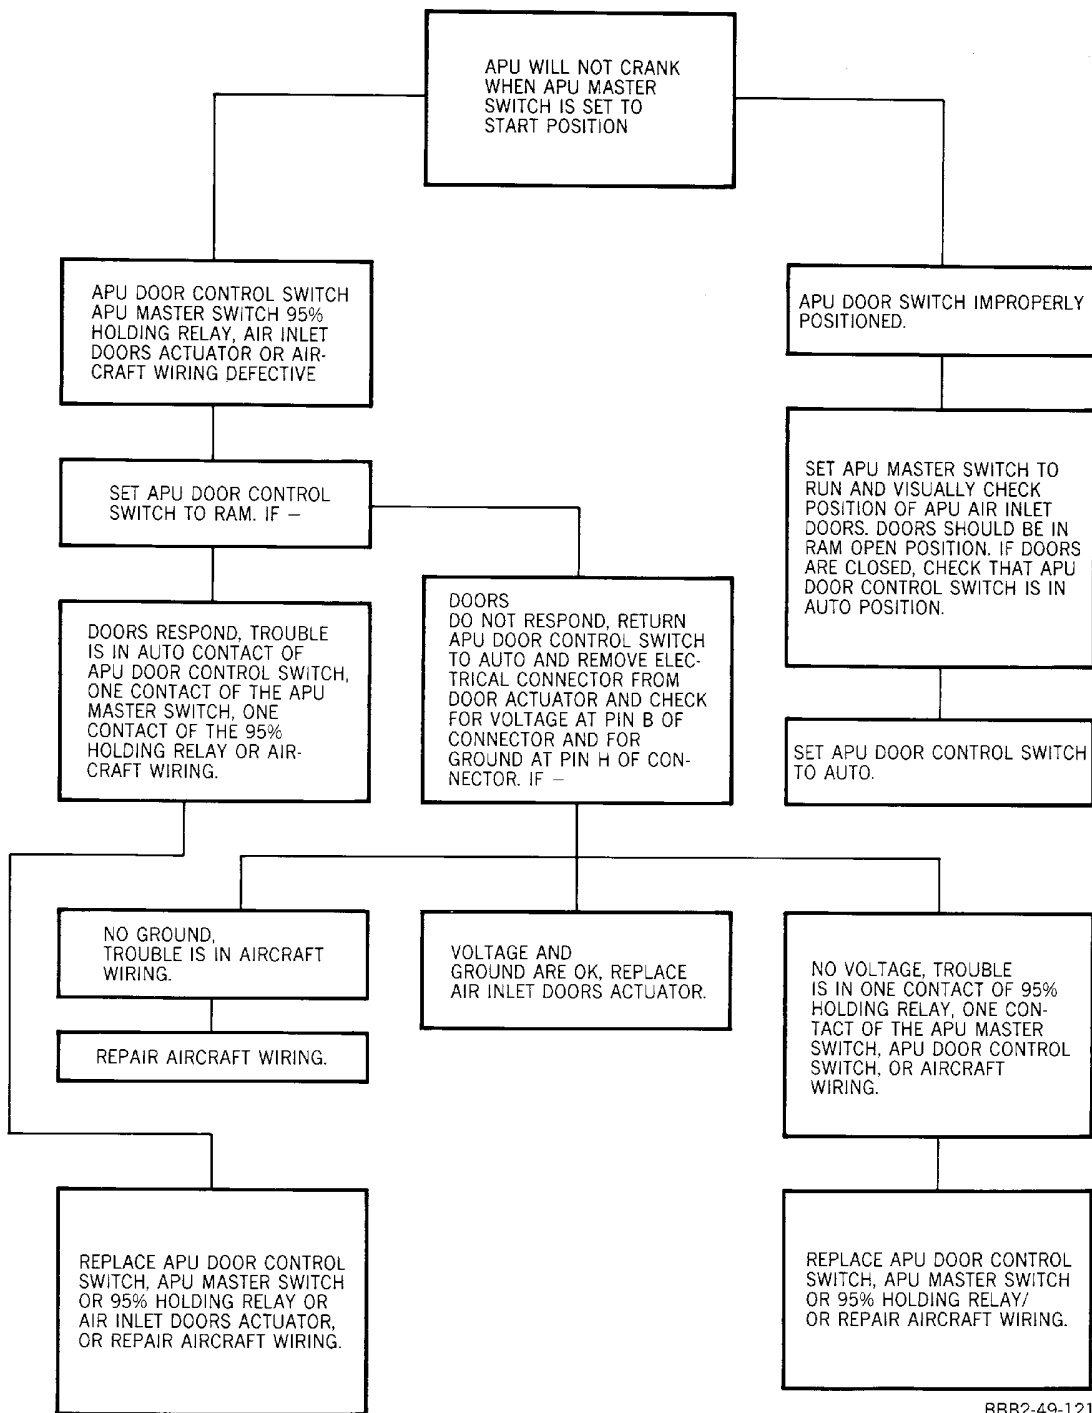 APU WILL NOT CRANK
WHEN APU MASTER
SWITCH IS SET TO
START POSITION
APU DOOR CONTROL SWITCH
APU MASTER SWITCH 95%
HOLDING RELAY, AIR INLET
DOORS ACTUATOR OR AIR-
CRAFT WIRING DEFECTIVE
APU DOOR SWITCH IMPROPERLY
POSITIONED.
SET APU DOOR CONTROL
SWITCH TO RAM. IF —
SET APU MASTER SWITCH TO
RUN AND VISUALLY CHECK
POSITION OF APU AIR INLET
DOORS. DOORS SHOULD BE IN
RAM OPEN POSITION. IF DOORS
ARE CLOSED, CHECK THAT APU
DOOR CONTROL SWITCH IS IN
AUTO POSITION.
DOORS RESPOND, TROUBLE
IS IN AUTO CONTACT OF
APU DOOR CONTROL SWITCH,
ONE CONTACT OF THE APU
MASTER SWITCH, ONE
CONTACT OF THE 95%
HOLDING RELAY OR AIR-
CRAFT WIRING.
DOORS
DO NOT RESPOND, RETURN
APU DOOR CONTROL SWITCH
TO AUTO AND REMOVE ELEC-
TRICAL CONNECTOR FROM
DOOR ACTUATOR AND CHECK
FOR VOLTAGE AT PIN B OF
CONNECTOR AND FOR
GROUND AT PIN H OF CON-
NECTOR. IF —
SET APU DOOR CONTROL SWITCH
TO AUTO.
NO GROUND,
TROUBLE IS IN AIRCRAFT
WIRING.
VOLTAGE AND
GROUND ARE OK, REPLACE
AIR INLET DOORS ACTUATOR.
NO VOLTAGE, TROUBLE
IS IN ONE CONTACT OF 95%
HOLDING RELAY, ONE CON-
TACT OF THE APU MASTER
SWITCH, APU DOOR CONTROL
SWITCH, OR AIRCRAFT
WIRING.
REPAIR AIRCRAFT WIRING.
REPLACE APU DOOR CONTROL
SWITCH, APU MASTER SWITCH
OR 95% HOLDING RELAY OR
AIR INLET DOORS ACTUATOR,
OR REPAIR AIRCRAFT WIRING.
REPLACE APU DOOR CONTROL
SWITCH, APU MASTER SWITCH
OR 95% HOLDING RELAY/
OR REPAIR AIRCRAFT WIRING.
BBB2-49-121